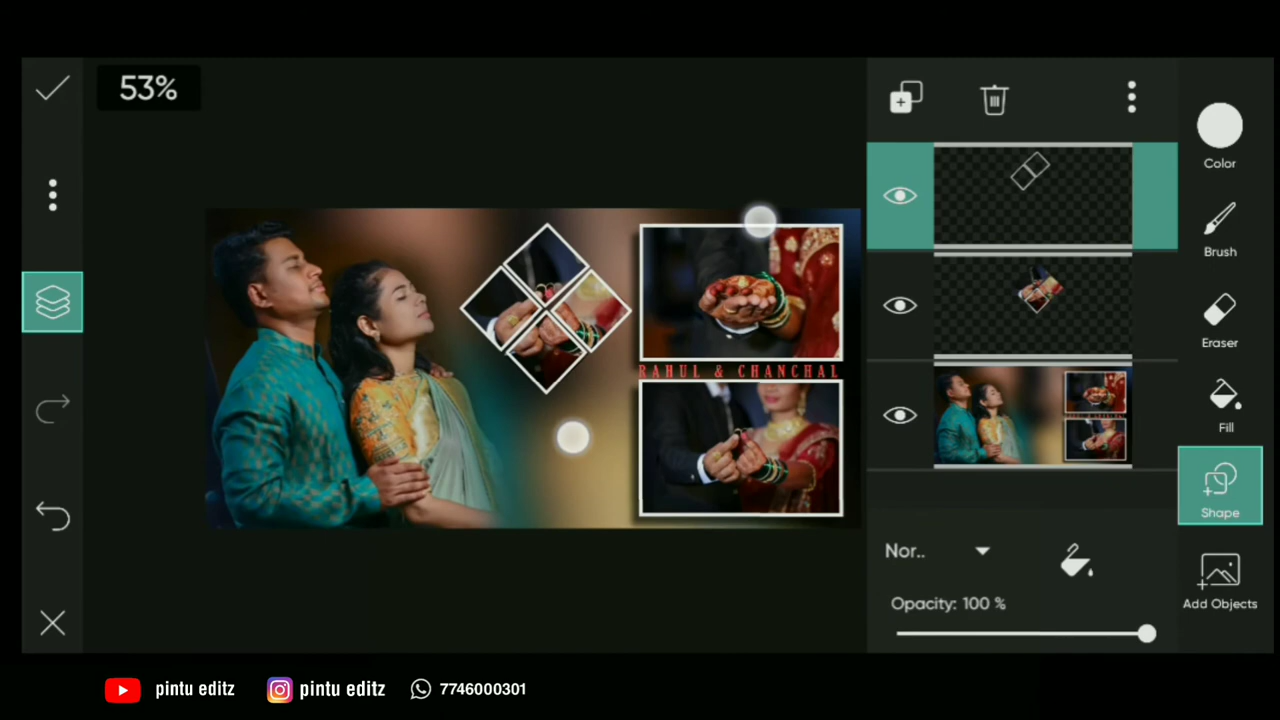 53%
Color
Brush
Eraser
RAHUL & CHANCHAL
Fill
Shape
Nor..
Opacity: 100 %
Add Objects
pintu editz pintu editz 7746000301